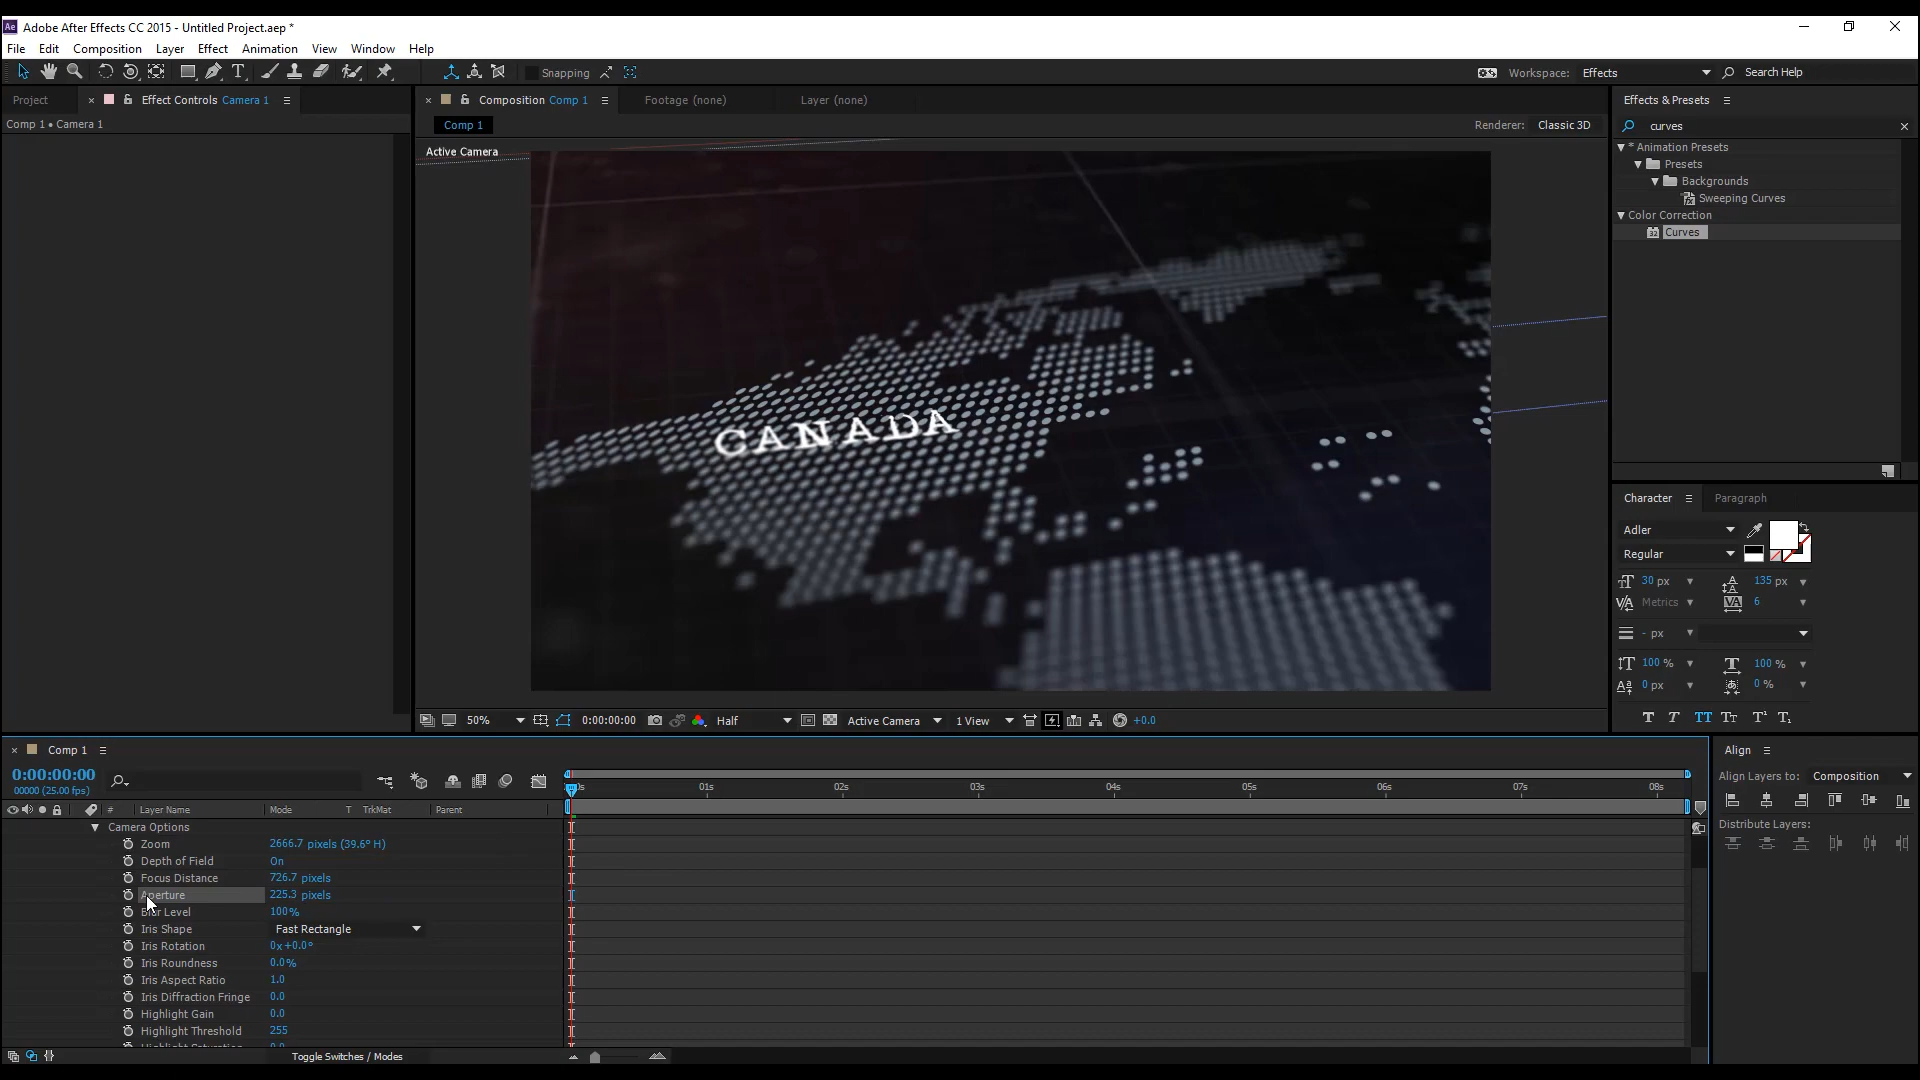 Ae Adobe After Effects CC 2015 - Untitled Project.aep *
File Edit Composition Layer Effect Animation View Window Help
Snapping
Workspace: Effects
Search Help
Project
Effect Controls Camera 1
Comp 1 • Camera 1
Composition Comp 1
Footage (none)
Layer (none)
Comp 1
Renderer: Classic 3D
Active Camera
CANADA
50%
0:00:00:00
Half
Active Camera
1 View
+0.0
Effects & Presets
curves
* Animation Presets
Presets
Backgrounds
Sweeping Curves
Color Correction
32 Curves
Character
Paragraph
Adler
Regular
30 px
135 px
Metrics
6
- px
100 %
100 %
0 px
0 %
Comp 1
0:00:00:00
00000 (25.00 fps)
# Layer Name Mode T TrkMat Parent
01s 02s 03s 04s 05s 06s 07s 08s
Camera Options
Zoom 2666.7 pixels (39.6° H)
Depth of Field On
Focus Distance 726.7 pixels
Aperture 225.3 pixels
Blur Level 100%
Iris Shape Fast Rectangle
Iris Rotation 0x+0.0°
Iris Roundness 0.0%
Iris Aspect Ratio 1.0
Iris Diffraction Fringe 0.0
Highlight Gain 0.0
Highlight Threshold 255
Toggle Switches / Modes
Align
Align Layers to: Composition
Distribute Layers: